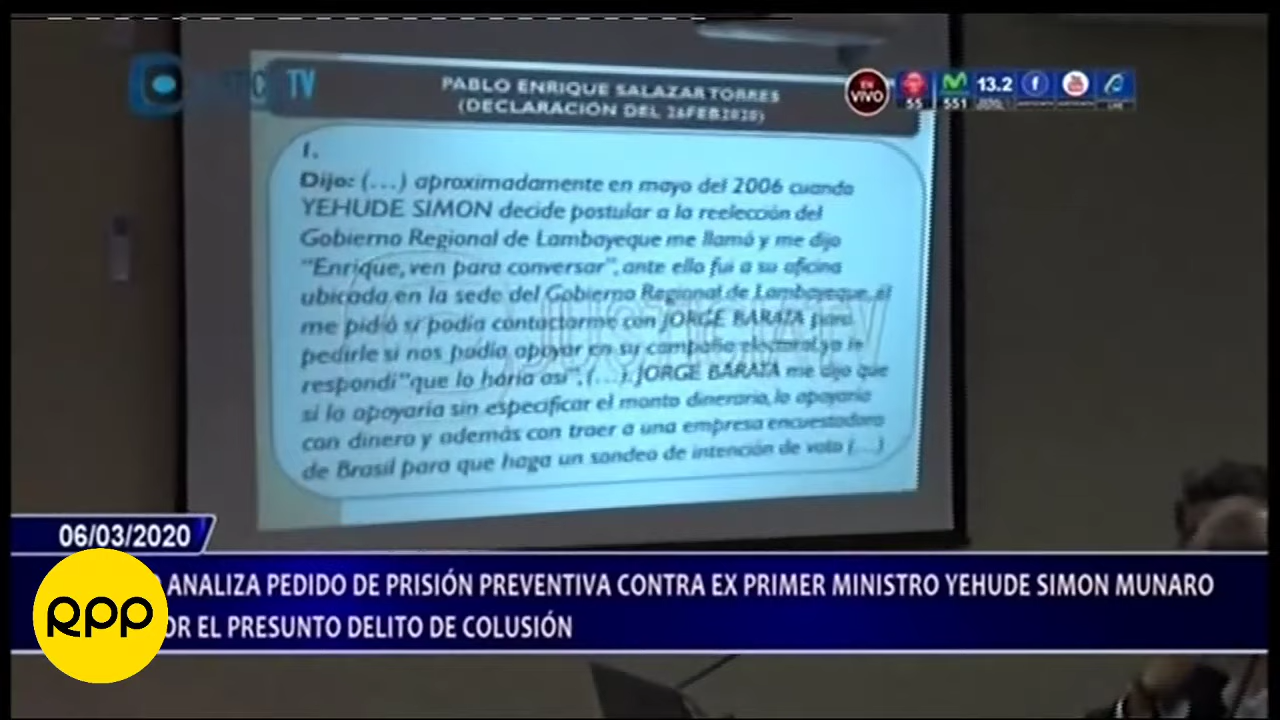 TV
PABLO ENRIQUE SALAZAR TORRES
(DECLARACIÓN DEL 26FEB2020)
EN VIVO
55
551
13.2
1.
Dijo: (...) aproximadamente en mayo del 2006 cuando
YEHUDE SIMON decide postular a la reelección del
Gobierno Regional de Lambayeque me llamó y me dijo
"Enrique, ven para conversar", ante ello fui a su oficina
ubicada en la sede del Gobierno Regional de Lambayeque, él
me pidió si podía contactarme con JORGE BARATA para
pedirle si nos podía apoyar en su campaña electoral, yo le
respondí "que lo haría así", (...). JORGE BARATA me dijo que
si lo apoyaría sin especificar el monto dinerario, lo apoyaría
con dinero y además con traer a una empresa encuestadora
de Brasil para que haga un sondeo de intención de voto (...)
JUSTICIA TV
06/03/2020
ANALIZA PEDIDO DE PRISIÓN PREVENTIVA CONTRA EX PRIMER MINISTRO YEHUDE SIMON MUNARO
OR EL PRESUNTO DELITO DE COLUSIÓN
RPP